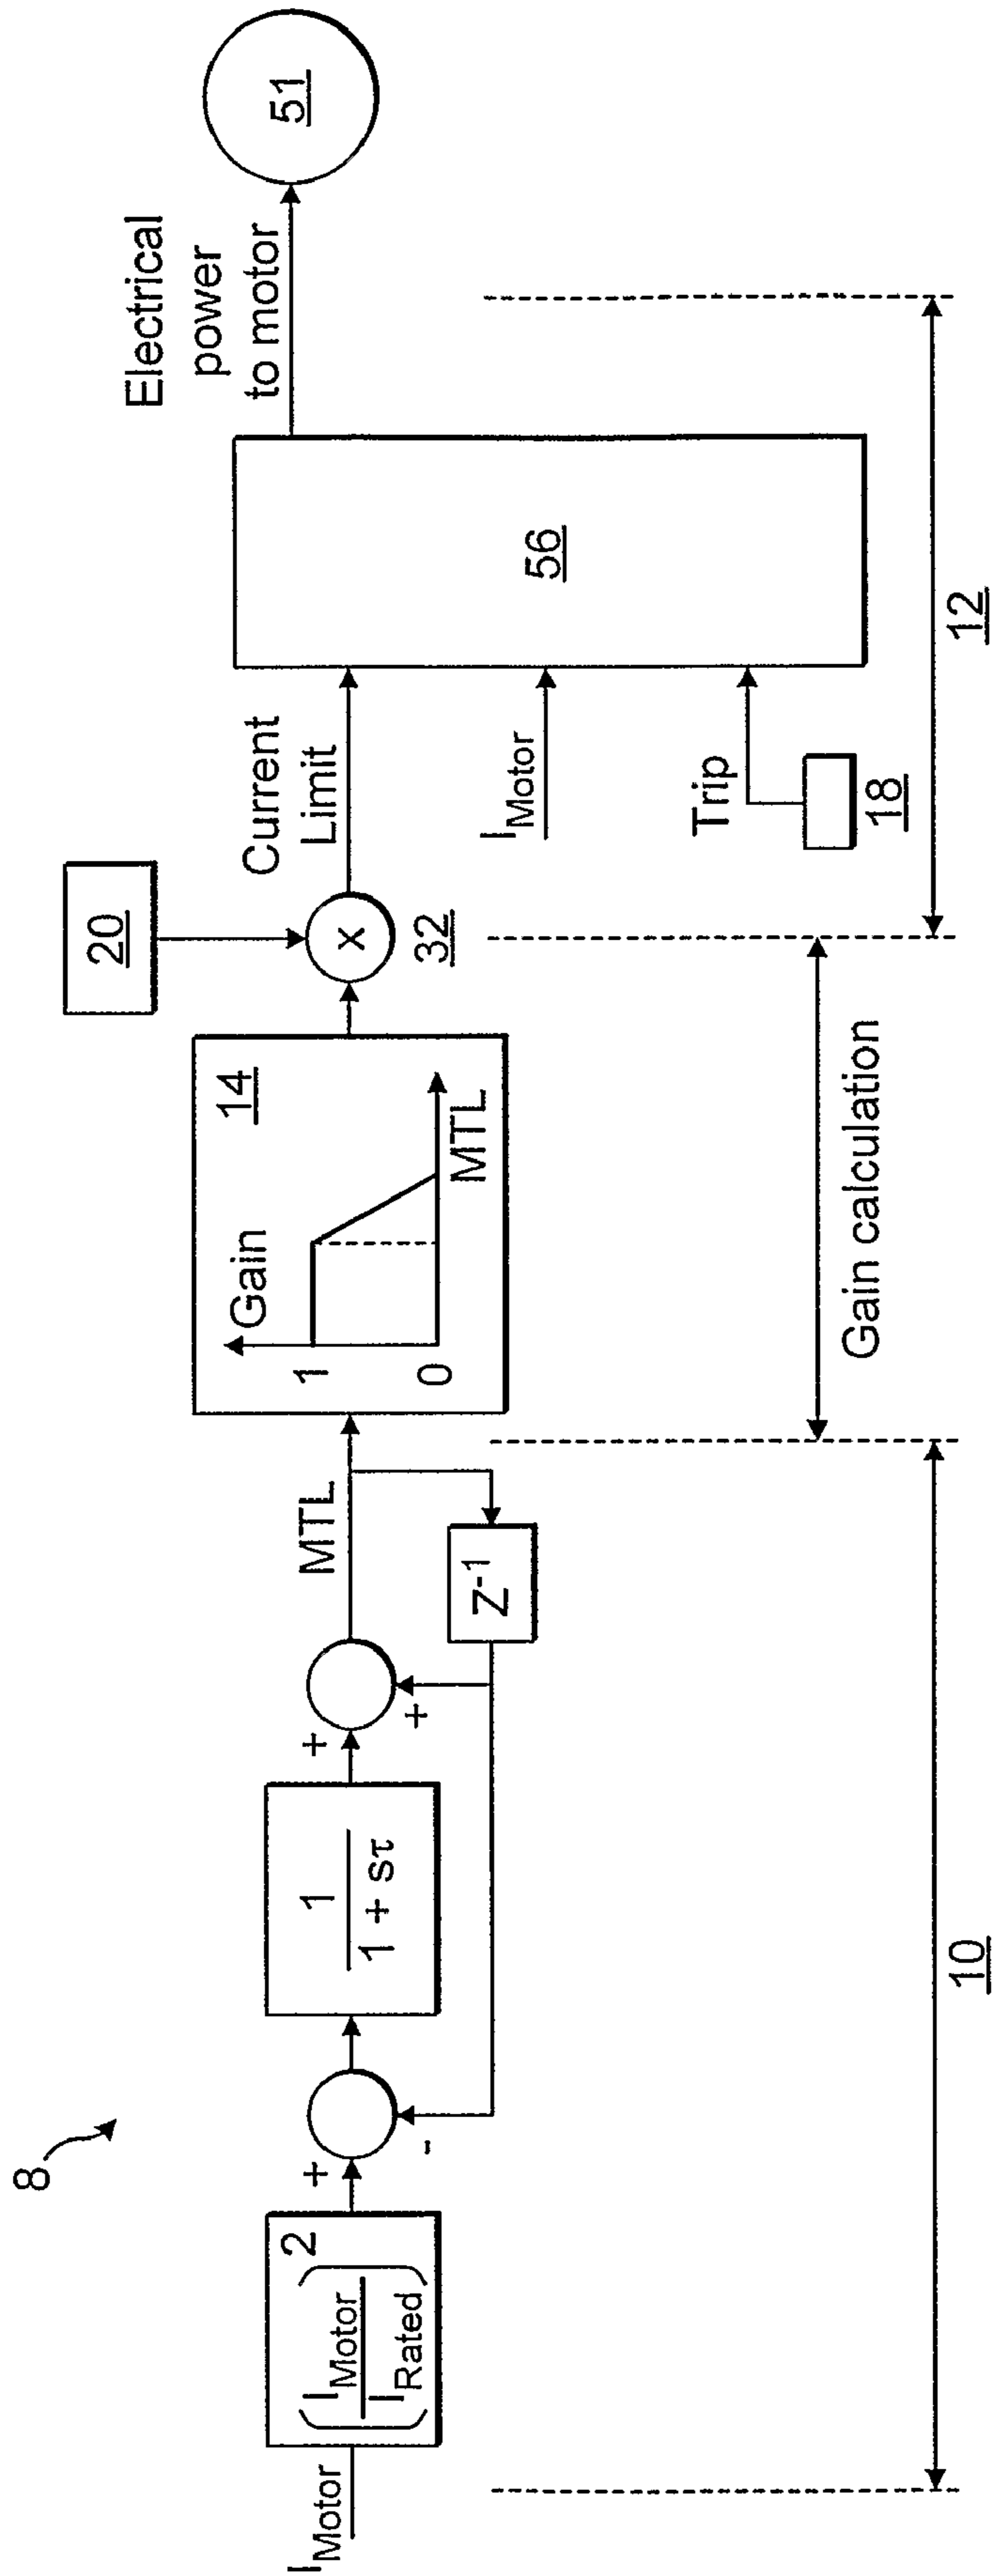 8
I_Motor
(I_Motor / I_Rated)²
+
-
1
1 + sτ
+
+
Z⁻¹
MTL
14
Gain
1
0
MTL
20
x
32
Current
Limit
I_Motor
Trip
18
56
Electrical
power
to motor
51
10
Gain calculation
12